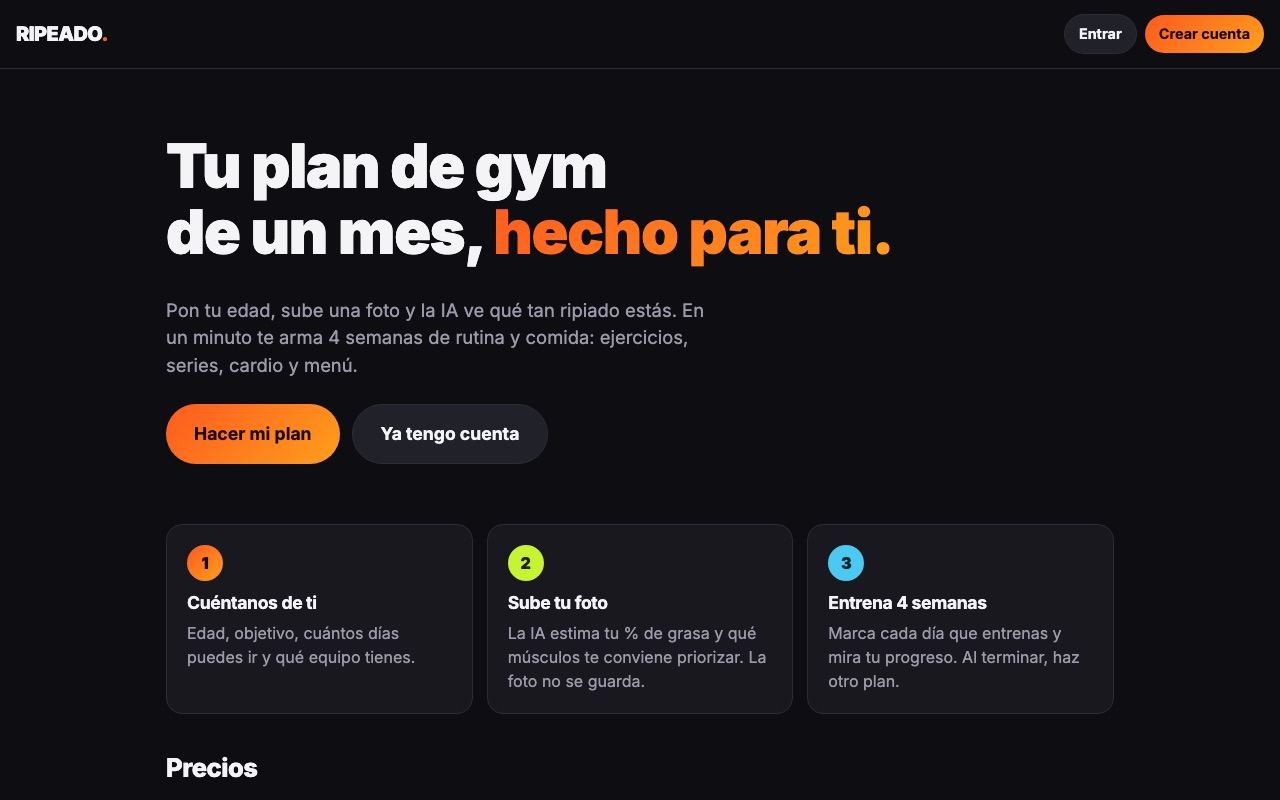 RIPEADO.
Entrar
Crear cuenta
Tu plan de gym
de un mes, hecho para ti.
Pon tu edad, sube una foto y la IA ve qué tan ripiado estás. En
un minuto te arma 4 semanas de rutina y comida: ejercicios,
series, cardio y menú.
Hacer mi plan
Ya tengo cuenta
1
Cuéntanos de ti
Edad, objetivo, cuántos días
puedes ir y qué equipo tienes.
2
Sube tu foto
La IA estima tu % de grasa y qué
músculos te conviene priorizar. La
foto no se guarda.
3
Entrena 4 semanas
Marca cada día que entrenas y
mira tu progreso. Al terminar, haz
otro plan.
Precios